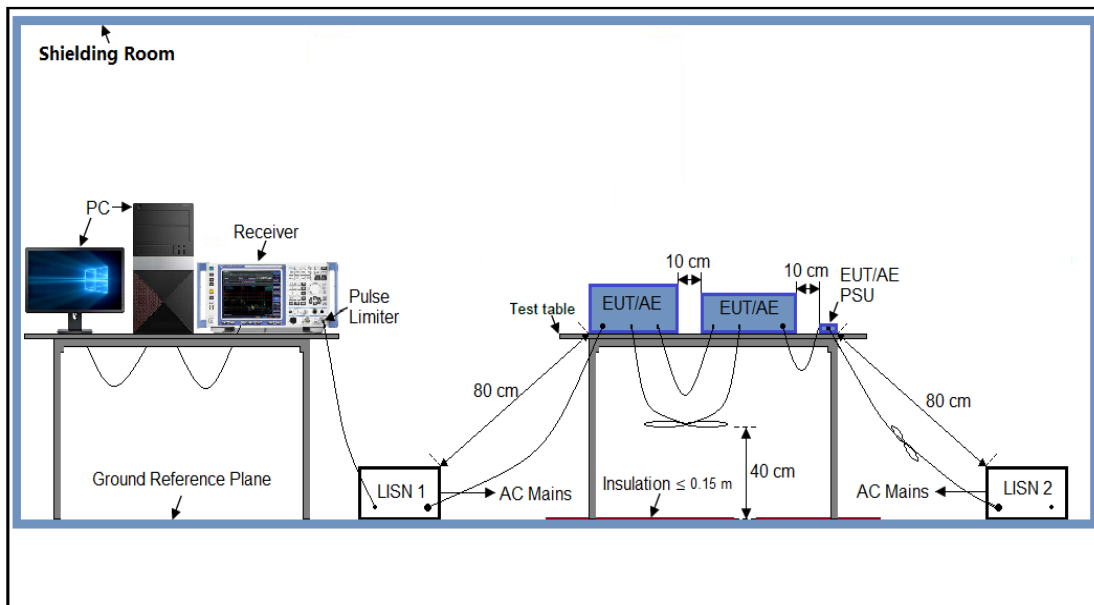 Shielding Room
PC
Receiver
Pulse
Limiter
Test table
EUT/AE
10 cm
EUT/AE
10 cm
EUT/AE
PSU
80 cm
80 cm
40 cm
Ground Reference Plane
LISN 1
AC Mains
Insulation ≤ 0.15 m
AC Mains
LISN 2